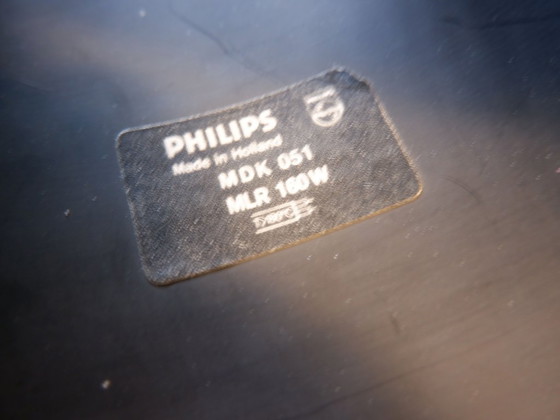 PHILIPS
Made in Holland
MDK 051
MLR 160W